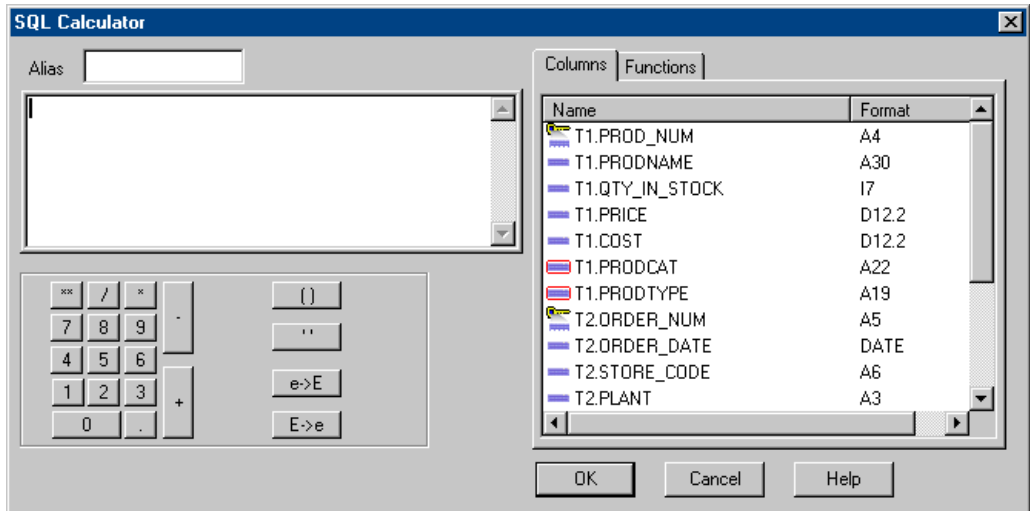 SQL Calculator
Alias
Columns Functions
Name Format
T1.PROD_NUM A4
T1.PRODNAME A30
T1.QTY_IN_STOCK I7
T1.PRICE D12.2
T1.COST D12.2
T1.PRODCAT A22
T1.PRODTYPE A19
T2.ORDER_NUM A5
T2.ORDER_DATE DATE
T2.STORE_CODE A6
T2.PLANT A3
** / * - ()
7 8 9 ' '
4 5 6
1 2 3 + e->E
0 . E->e
OK Cancel Help